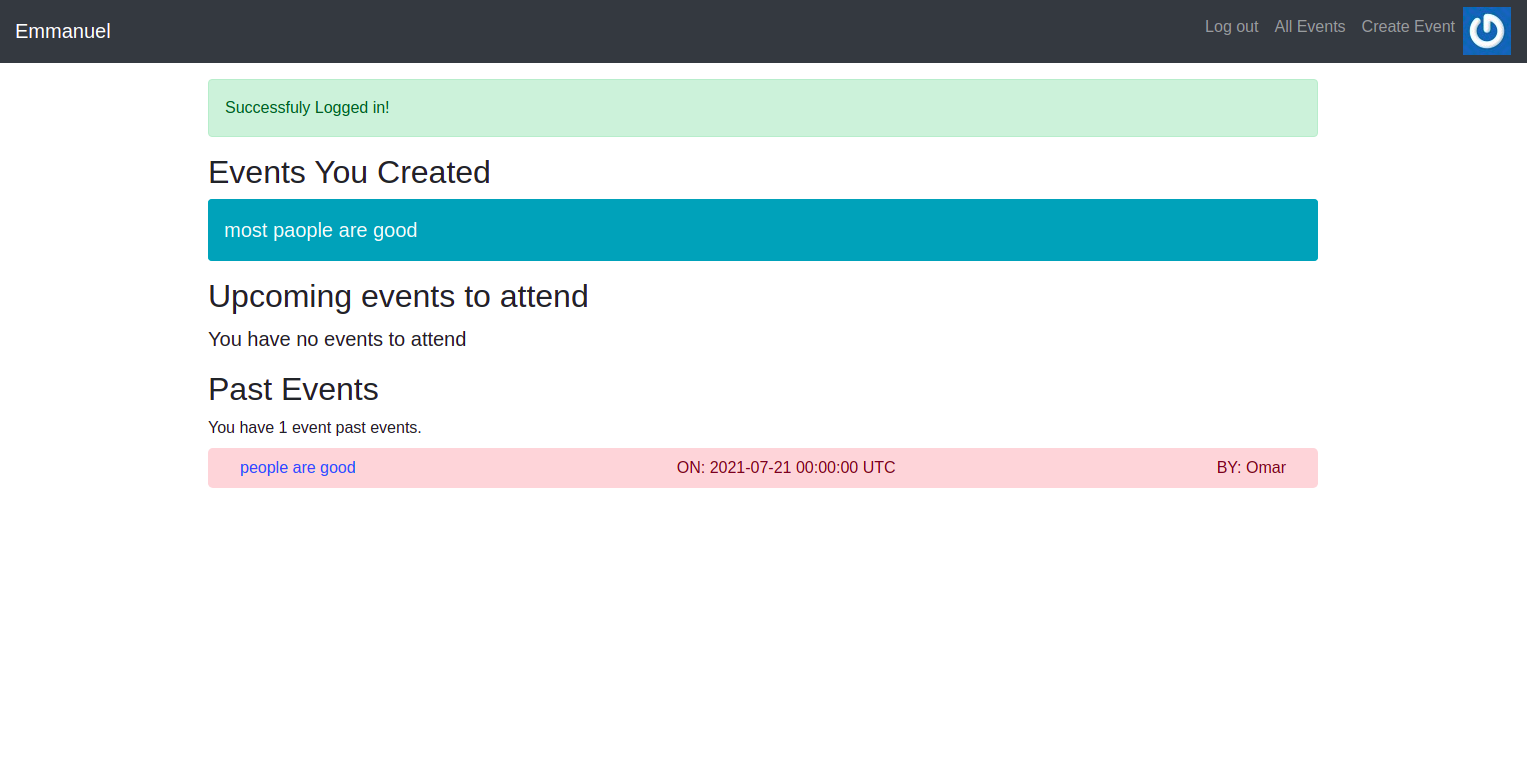 Emmanuel
Log out All Events Create Event
Successfuly Logged in!
Events You Created
most paople are good
Upcoming events to attend
You have no events to attend
Past Events
You have 1 event past events.
people are good ON: 2021-07-21 00:00:00 UTC BY: Omar